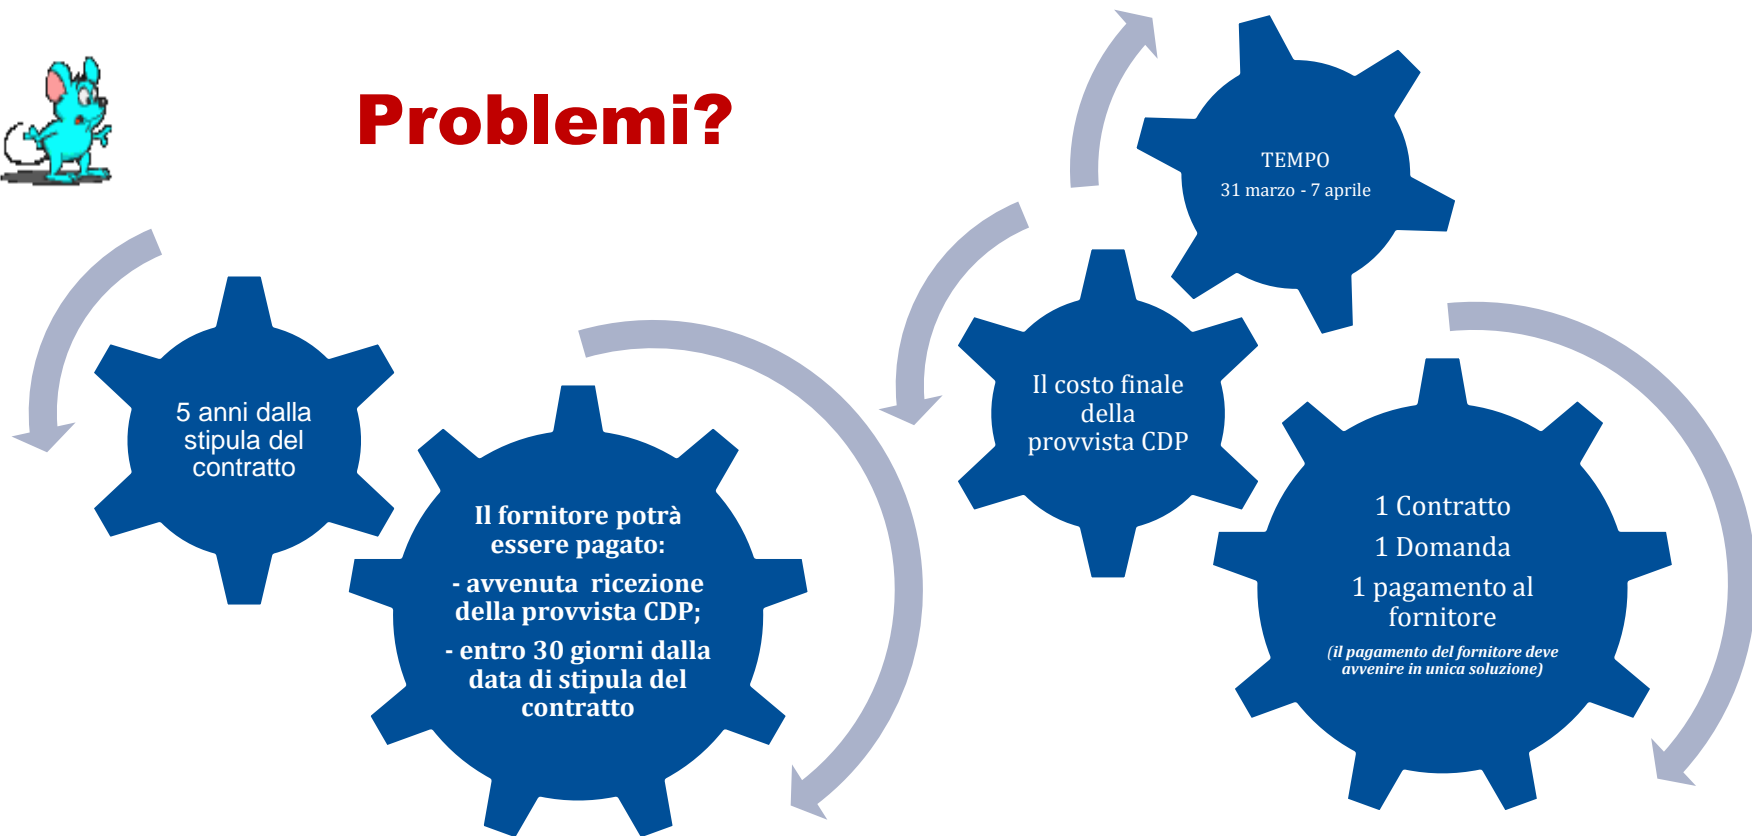 Problemi?
5 anni dalla
stipula del
contratto
Il fornitore potrà
essere pagato:
- avvenuta ricezione
della provvista CDP;
- entro 30 giorni dalla
data di stipula del
contratto
TEMPO
31 marzo - 7 aprile
Il costo finale
della
provvista CDP
1 Contratto
1 Domanda
1 pagamento al
fornitore
(il pagamento del fornitore deve
avvenire in unica soluzione)